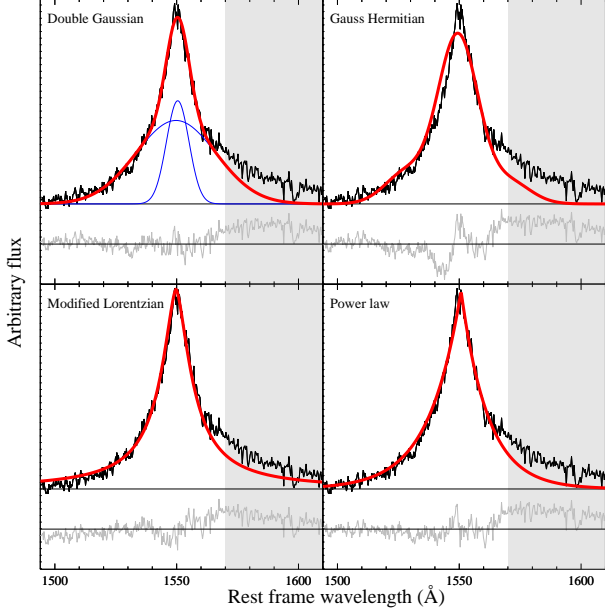 Double Gaussian
Gauss Hermitian
Modified Lorentzian
Power law
Arbitrary flux
1500 1550 1600 1500 1550 1600
Rest frame wavelength (Å)